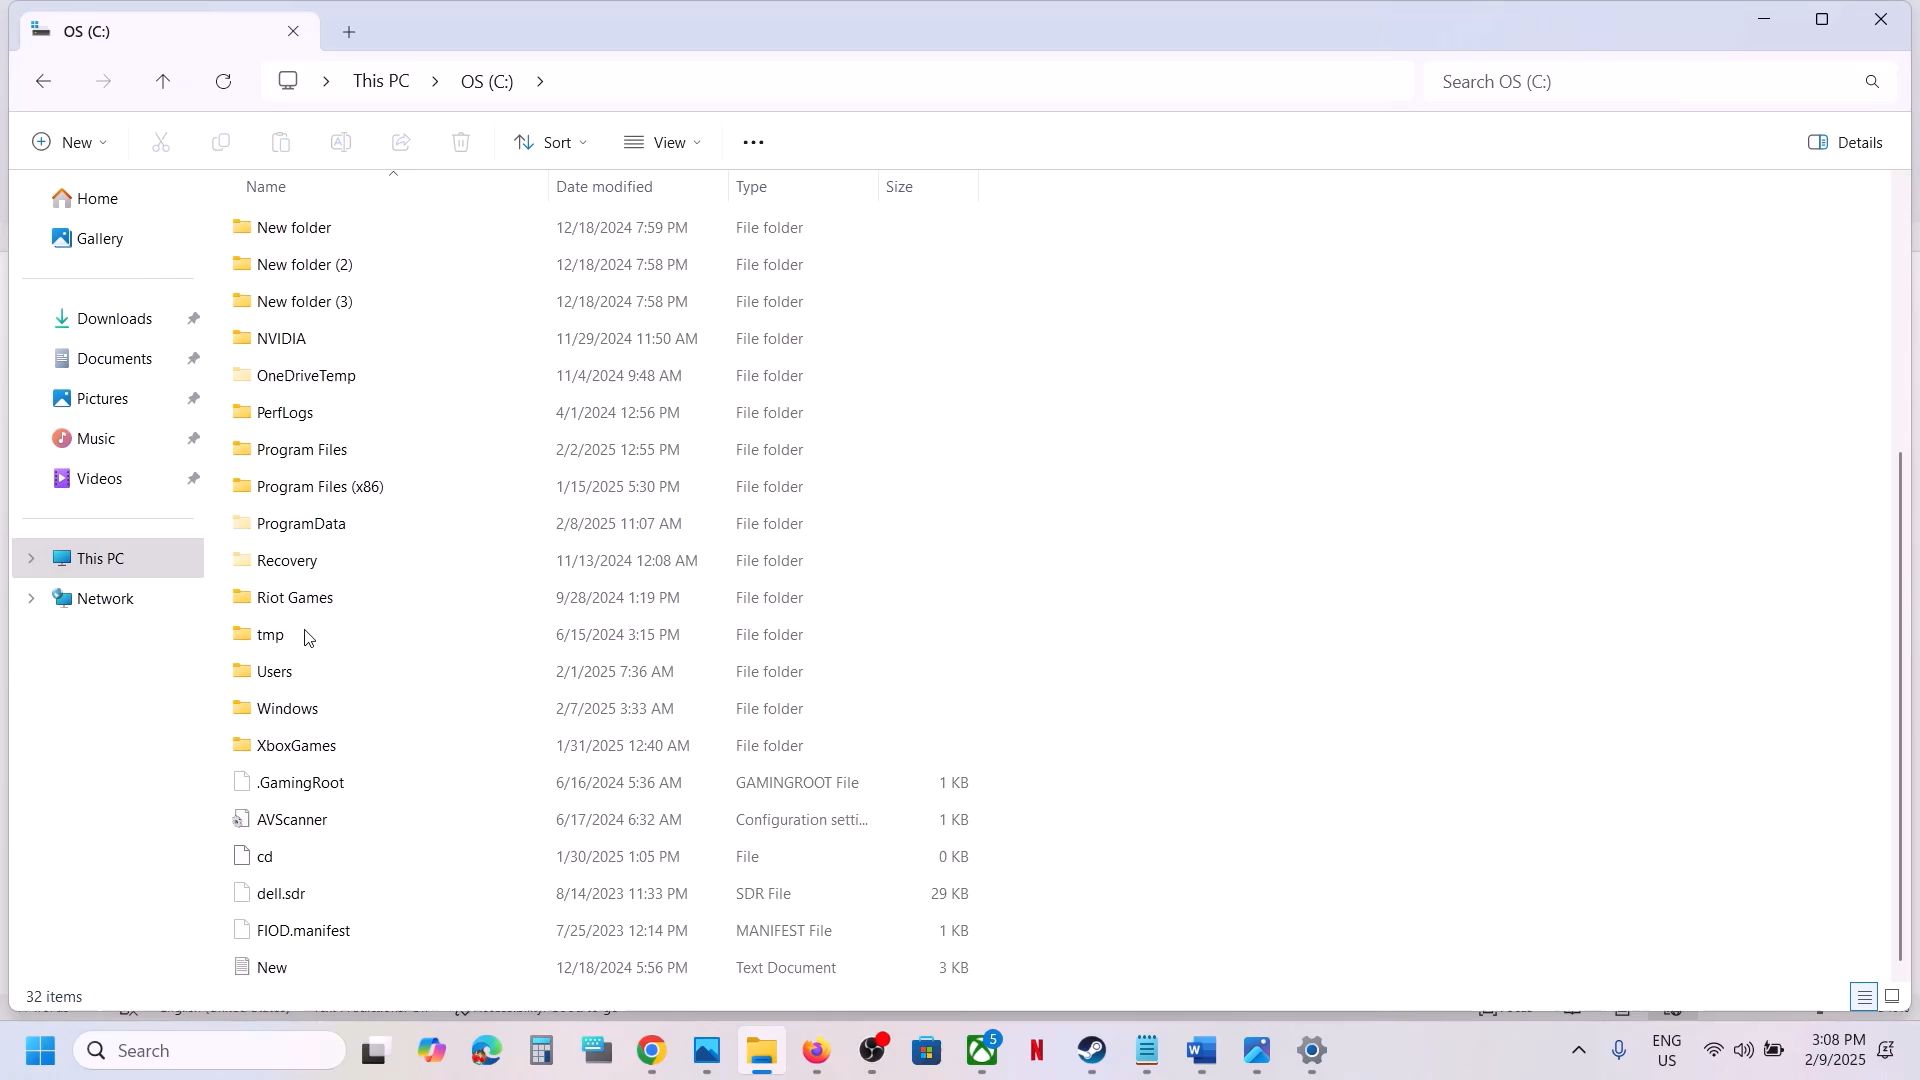 OS (C:)
This PC > OS (C:) >
Search OS (C:)
New
Sort
View
Details
Name
Date modified
Type
Size
Home
Gallery
Downloads
Documents
Pictures
Music
Videos
This PC
Network
New folder 12/18/2024 7:59 PM File folder
New folder (2) 12/18/2024 7:58 PM File folder
New folder (3) 12/18/2024 7:58 PM File folder
NVIDIA 11/29/2024 11:50 AM File folder
OneDriveTemp 11/4/2024 9:48 AM File folder
PerfLogs 4/1/2024 12:56 PM File folder
Program Files 2/2/2025 12:55 PM File folder
Program Files (x86) 1/15/2025 5:30 PM File folder
ProgramData 2/8/2025 11:07 AM File folder
Recovery 11/13/2024 12:08 AM File folder
Riot Games 9/28/2024 1:19 PM File folder
tmp 6/15/2024 3:15 PM File folder
Users 2/1/2025 7:36 AM File folder
Windows 2/7/2025 3:33 AM File folder
XboxGames 1/31/2025 12:40 AM File folder
.GamingRoot 6/16/2024 5:36 AM GAMINGROOT File 1 KB
AVScanner 6/17/2024 6:32 AM Configuration setti... 1 KB
cd 1/30/2025 1:05 PM File 0 KB
dell.sdr 8/14/2023 11:33 PM SDR File 29 KB
FIOD.manifest 7/25/2023 12:14 PM MANIFEST File 1 KB
New 12/18/2024 5:56 PM Text Document 3 KB
32 items
Search
5
ENG
US
3:08 PM
2/9/2025